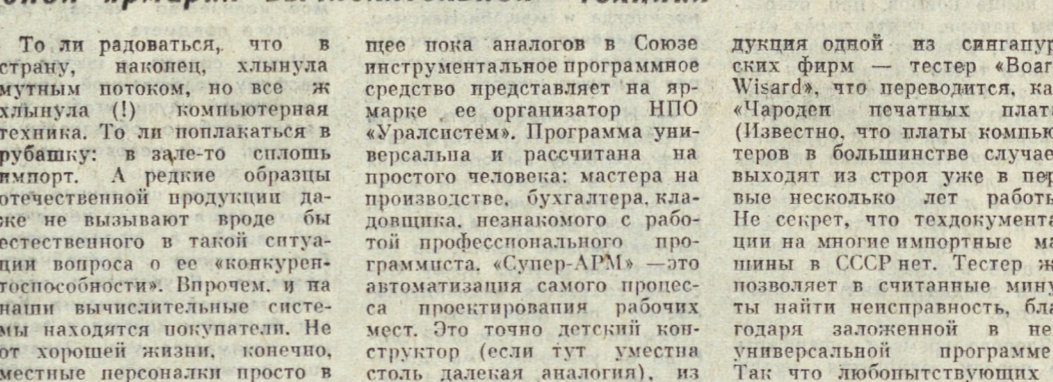 ярмарки вычислительной техники
То ли радоваться, что в
страну, наконец, хлынула
мутным потоком, но все ж
хлынула (!) компьютерная
техника. То ли поплакаться в
рубашку: в зале-то сплошь
импорт. А редкие образцы
отечественной продукции да-
же не вызывают вроде бы
естественного в такой ситуа-
ции вопроса о ее «конкурен-
тоспособности». Впрочем, и на
наши вычислительные систе-
мы находятся покупатели. Не
от хорошей жизни, конечно,
местные персоналки просто в
щее пока аналогов в Союзе
инструментальное программное
средство представляет на яр-
марке ее организатор НПО
«Уралсистем». Программа уни-
версальна и рассчитана на
простого человека: мастера на
производстве, бухгалтера, кла-
довщика, незнакомого с рабо-
той профессионального про-
граммиста. «Супер-АРМ» —это
автоматизация самого процес-
са проектирования рабочих
мест. Это точно детский кон-
структор (если тут уместна
столь далекая аналогия), из
дукция одной из сингапур
ских фирм — тестер «Boar
Wisard», что переводится, ка
«Чародеи печатных плат
(Известно, что платы компью
теров в большинстве случае
выходят из строя уже в пер
вые несколько лет работь
Не секрет, что техдокумента
ции на многие импортные ма
шины в СССР нет. Тестер ж
позволяет в считанные мину
ты найти неисправность, бла
годаря заложенной в не
универсальной программе
Так что любопытствующих